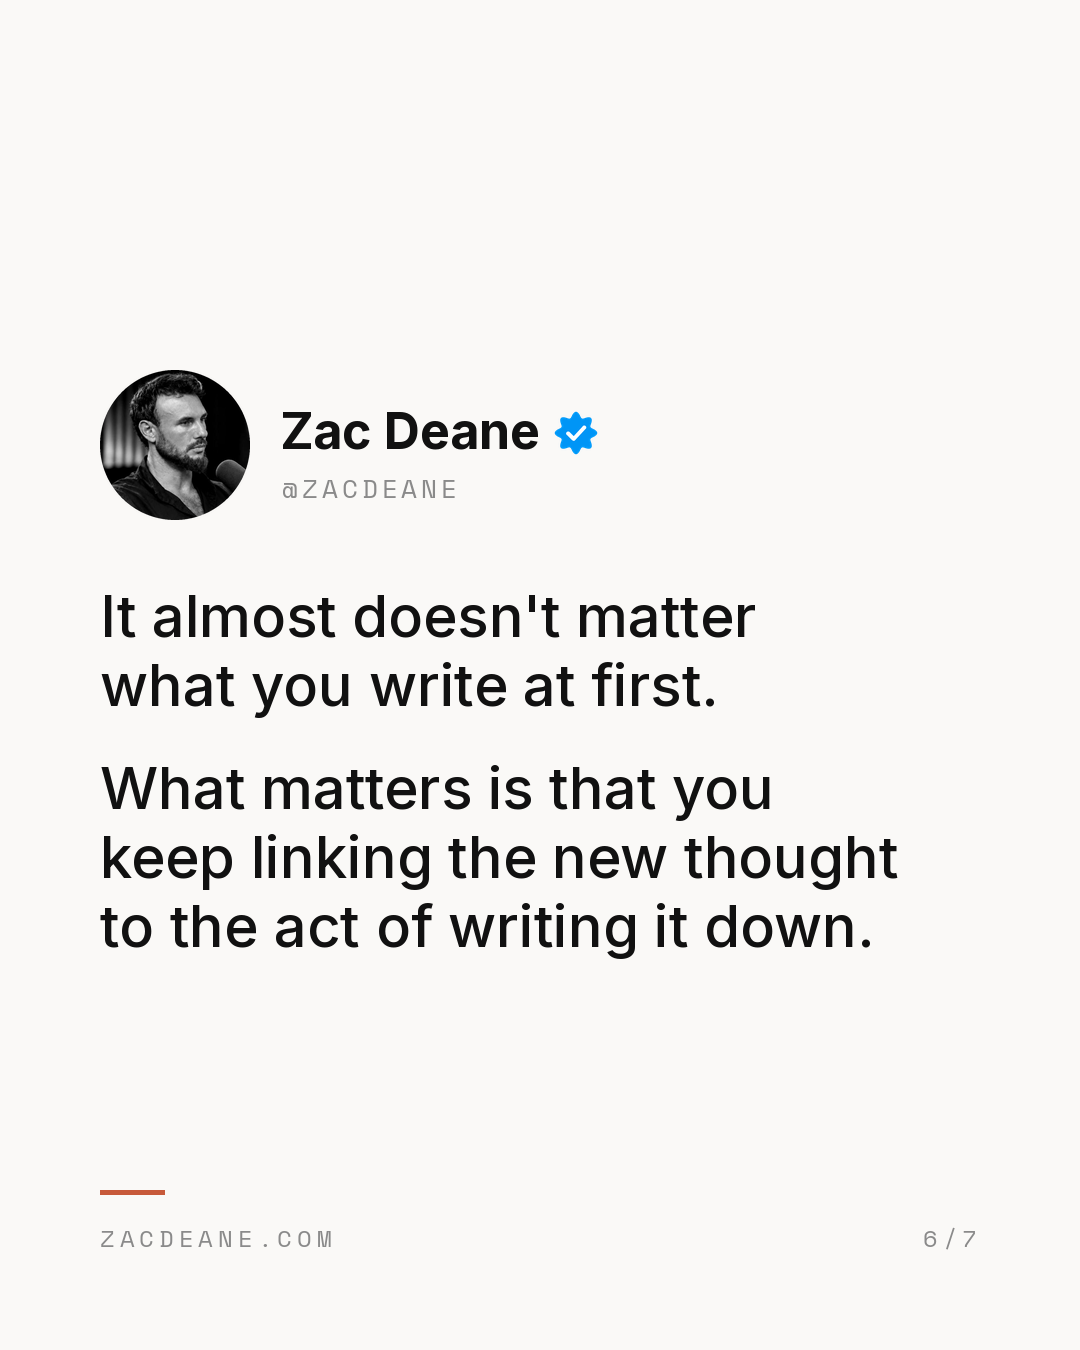 Zac Deane
@ZACDEANE
It almost doesn't matter
what you write at first.
What matters is that you
keep linking the new thought
to the act of writing it down.
ZACDEANE.COM
6/7